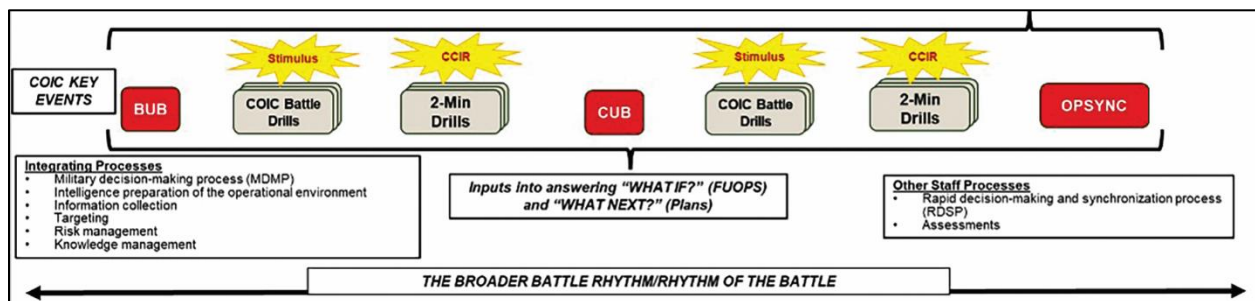 COIC KEY
EVENTS
BUB
Stimulus
COIC Battle
Drills
CCIR
2-Min
Drills
CUB
Stimulus
COIC Battle
Drills
CCIR
2-Min
Drills
OPSYNC
Integrating Processes
• Military decision-making process (MDMP)
• Intelligence preparation of the operational environment
• Information collection
• Targeting
• Risk management
• Knowledge management
Inputs into answering “WHAT IF?” (FUOPS)
and “WHAT NEXT?” (Plans)
Other Staff Processes
• Rapid decision-making and synchronization process
(RDSP)
• Assessments
THE BROADER BATTLE RHYTHM/RHYTHM OF THE BATTLE